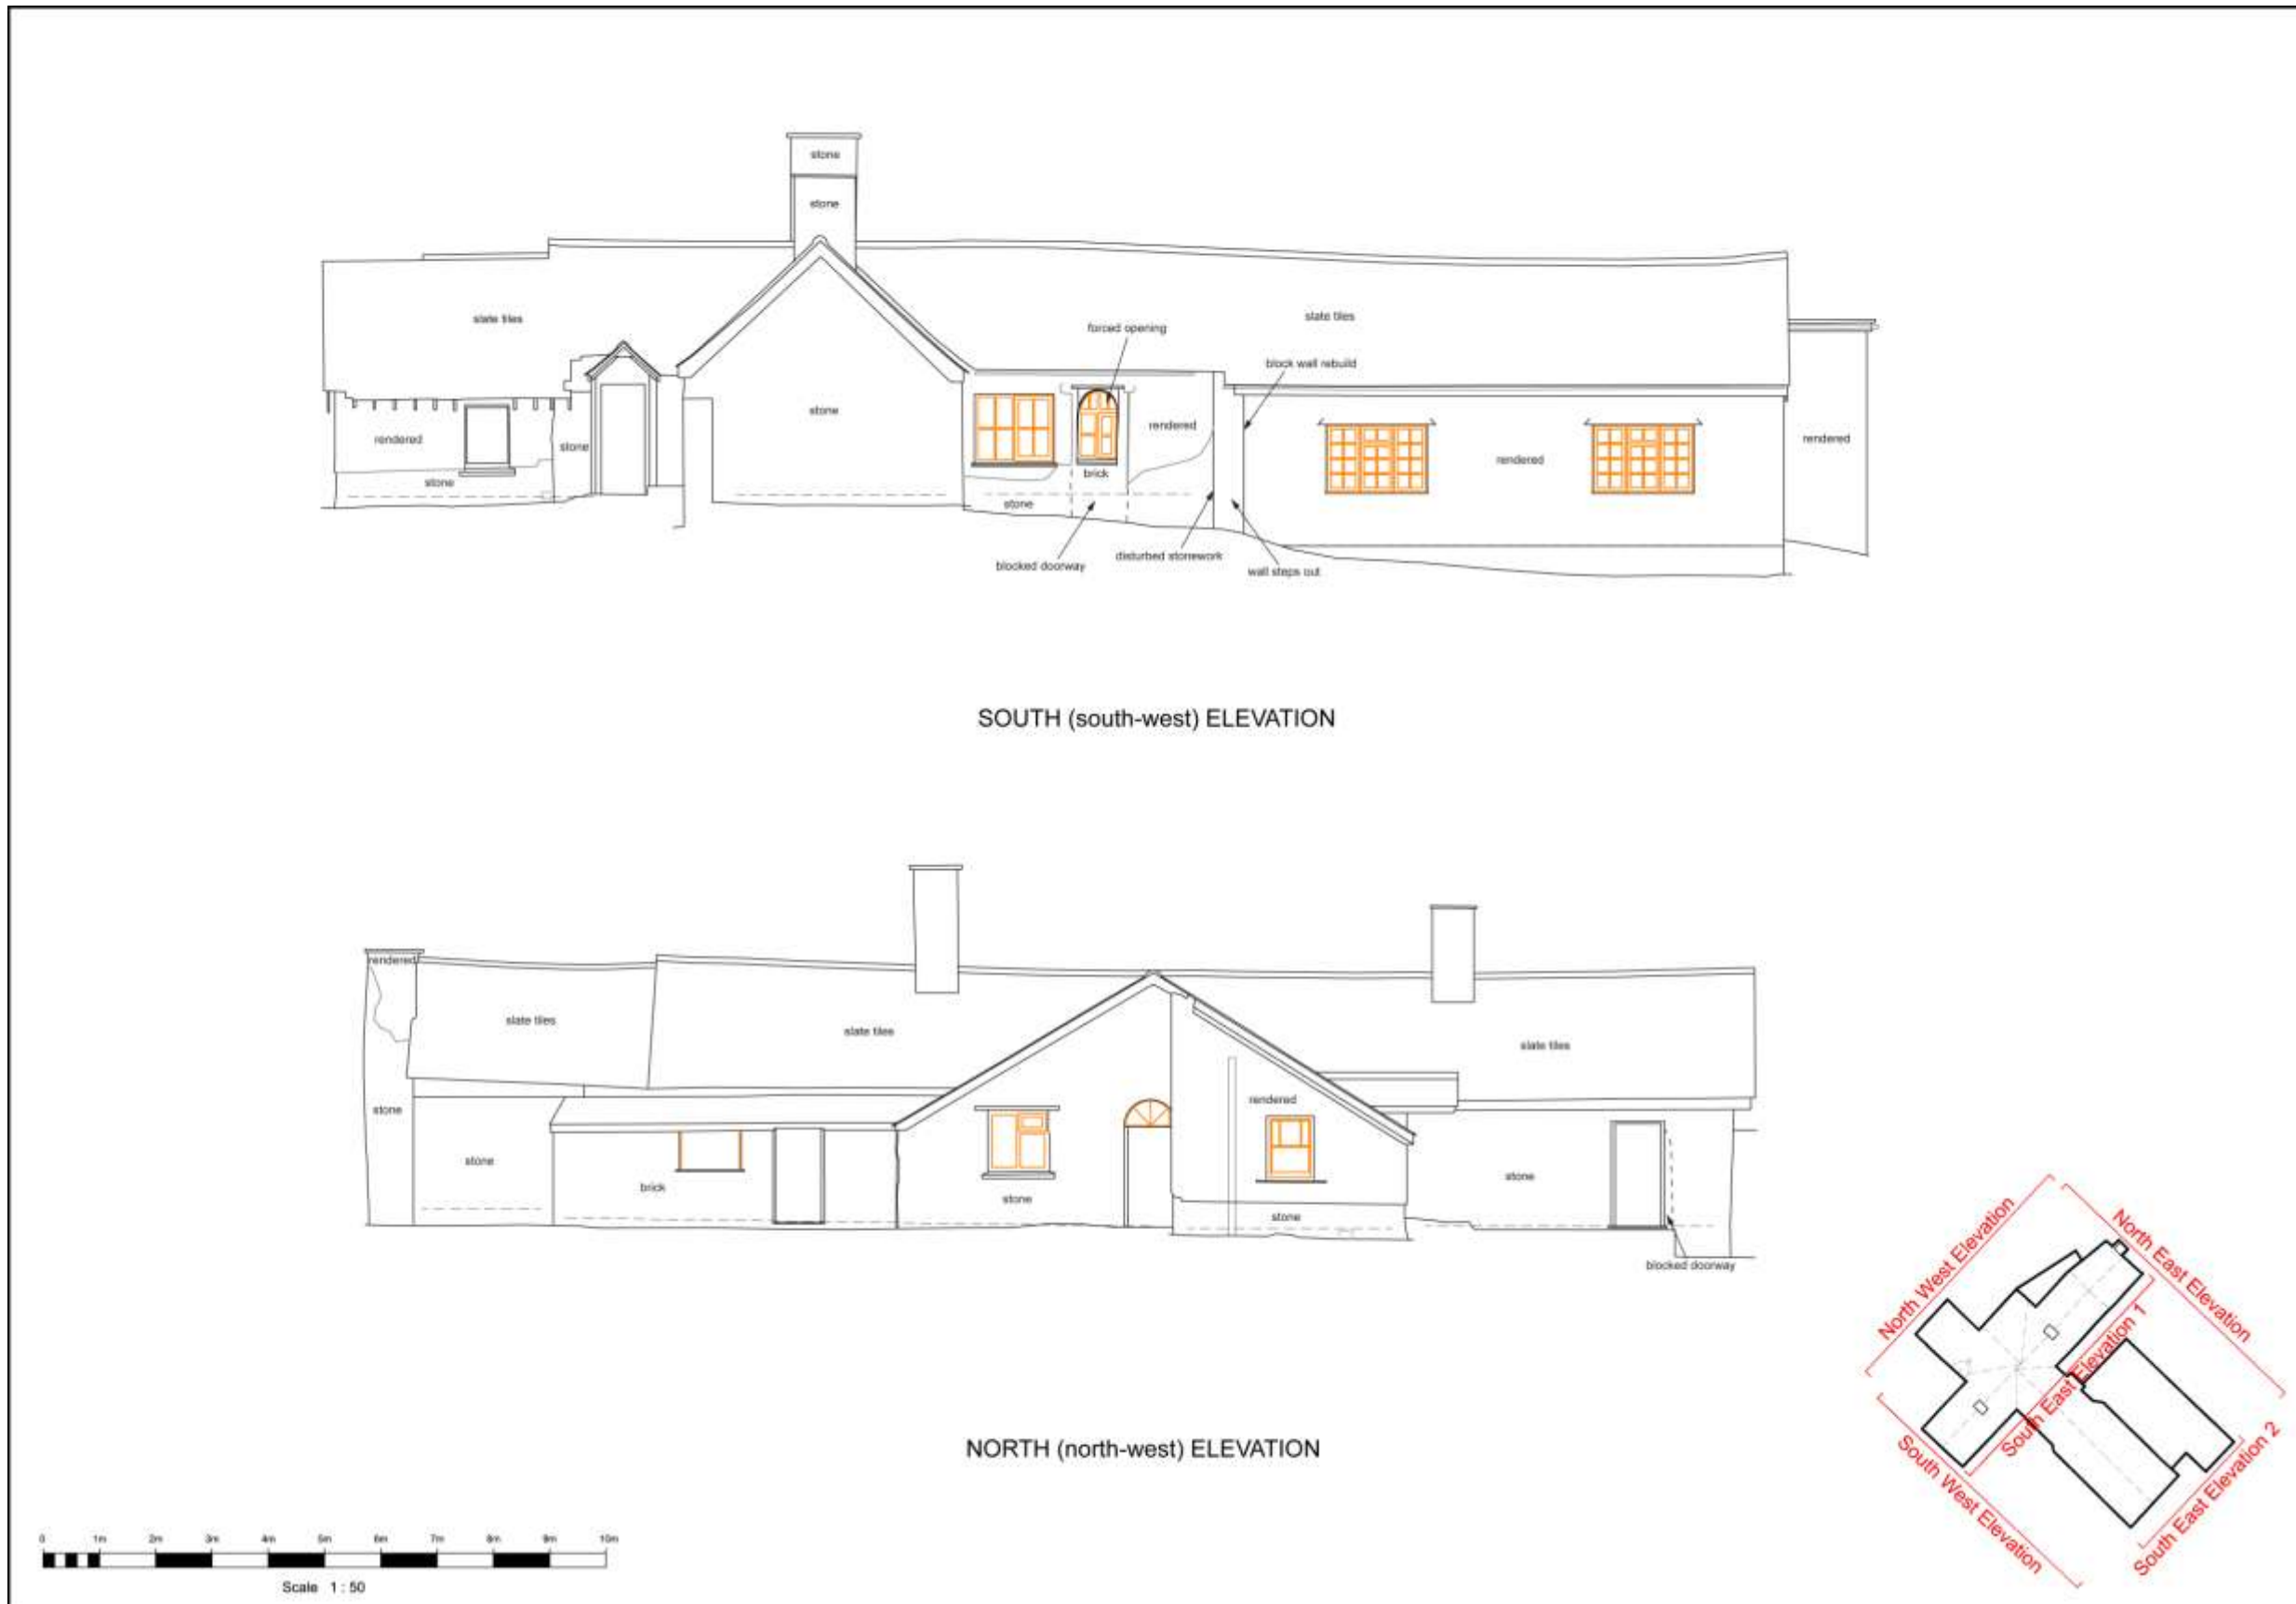 stone
stone
slate tiles
forced opening
slate tiles
block wall rebuild
stone
rendered
rendered
stone
rendered
rendered
brick
stone
stone
blocked doorway
disturbed stonework
wall steps out
SOUTH (south-west) ELEVATION
rendered
slate tiles
slate tiles
slate tiles
stone
rendered
stone
stone
brick
stone
stone
blocked doorway
North West Elevation
North East Elevation
South East Elevation 1
South West Elevation
South East Elevation 2
NORTH (north-west) ELEVATION
0 1m 2m 3m 4m 5m 6m 7m 8m 9m 10m
Scale 1 : 50